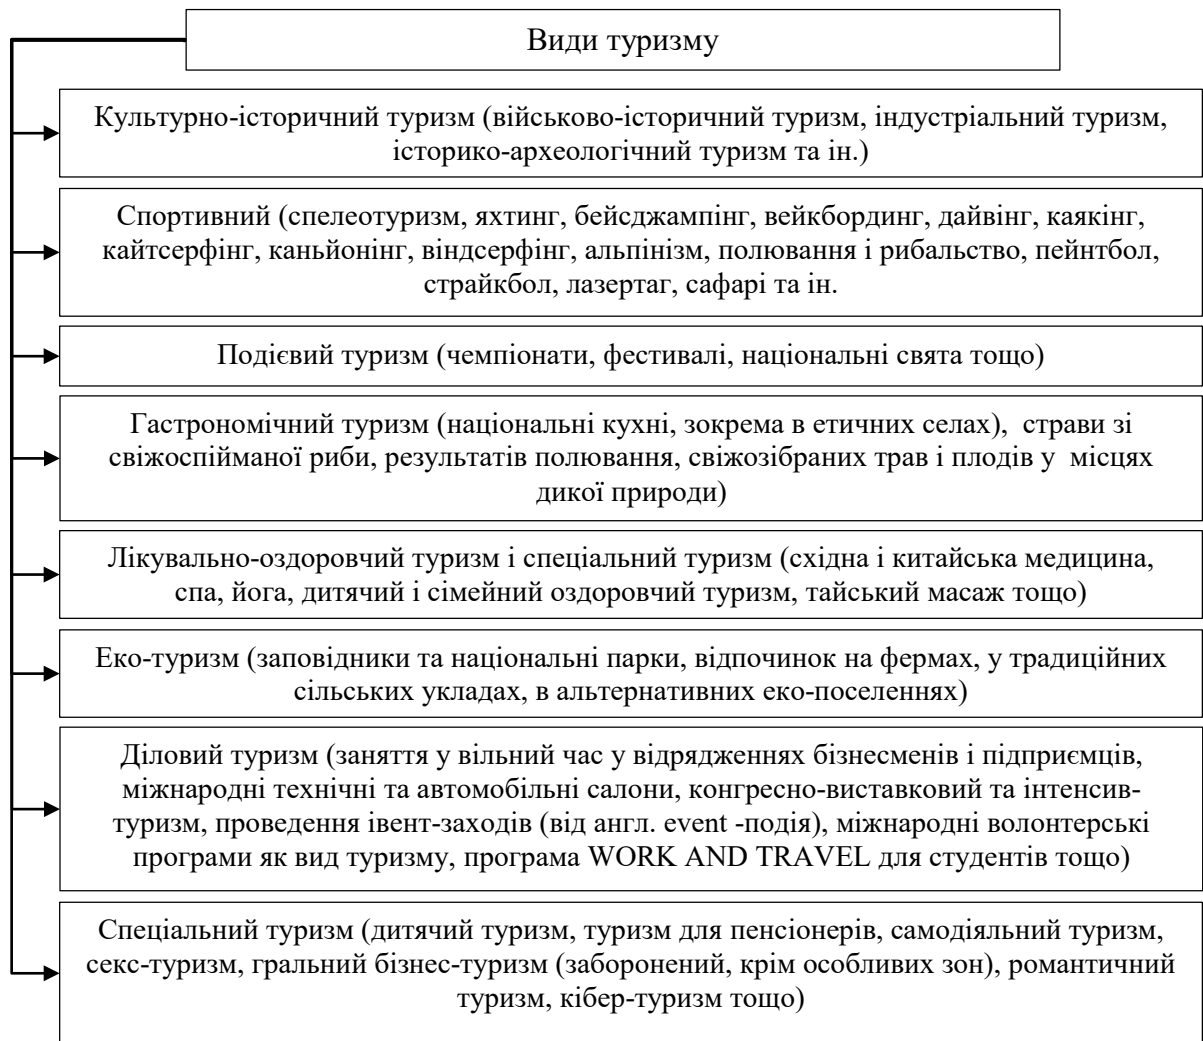 Види туризму
Культурно-історичний туризм (військово-історичний туризм, індустріальний туризм,
історико-археологічний туризм та ін.)
Спортивний (спелеотуризм, яхтинг, бейсджампінг, вейкбординг, дайвінг, каякінг,
кайтсерфінг, каньйонінг, віндсерфінг, альпінізм, полювання і рибальство, пейнтбол,
страйкбол, лазертаг, сафарі та ін.
Подієвий туризм (чемпіонати, фестивалі, національні свята тощо)
Гастрономічний туризм (національні кухні, зокрема в етичних селах), страви зі
свіжоспійманої риби, результатів полювання, свіжозібраних трав і плодів у місцях
дикої природи)
Лікувально-оздоровчий туризм і спеціальний туризм (східна і китайська медицина,
спа, йога, дитячий і сімейний оздоровчий туризм, тайський масаж тощо)
Еко-туризм (заповідники та національні парки, відпочинок на фермах, у традиційних
сільських укладах, в альтернативних еко-поселеннях)
Діловий туризм (заняття у вільний час у відрядженнях бізнесменів і підприємців,
міжнародні технічні та автомобільні салони, конгресно-виставковий та інтенсив-
туризм, проведення івент-заходів (від англ. event -подія), міжнародні волонтерські
програми як вид туризму, програма WORK AND TRAVEL для студентів тощо)
Спеціальний туризм (дитячий туризм, туризм для пенсіонерів, самодіяльний туризм,
секс-туризм, гральний бізнес-туризм (заборонений, крім особливих зон), романтичний
туризм, кібер-туризм тощо)